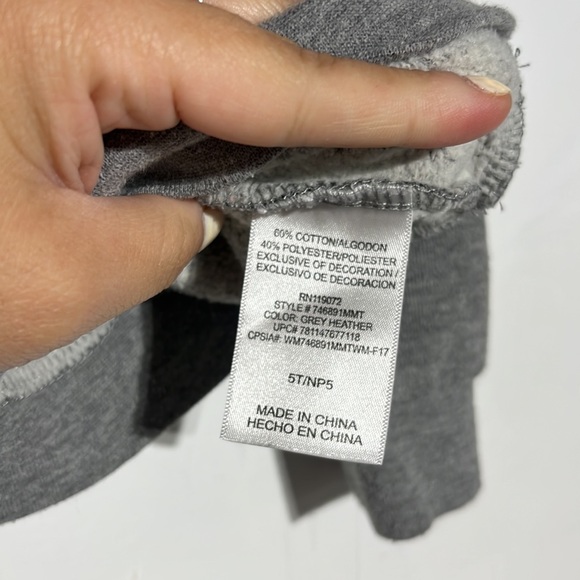 60% COTTON/ALGODON
40% POLYESTER/POLIESTER
EXCLUSIVE OF DECORATION /
EXCLUSIVO DE DECORACION
RN119072
STYLE # 746891MMT
COLOR: GREY HEATHER
UPC# 781147677118
CPSIA#: WM746891MMTWM-F17
5T/NP5
MADE IN CHINA
HECHO EN CHINA